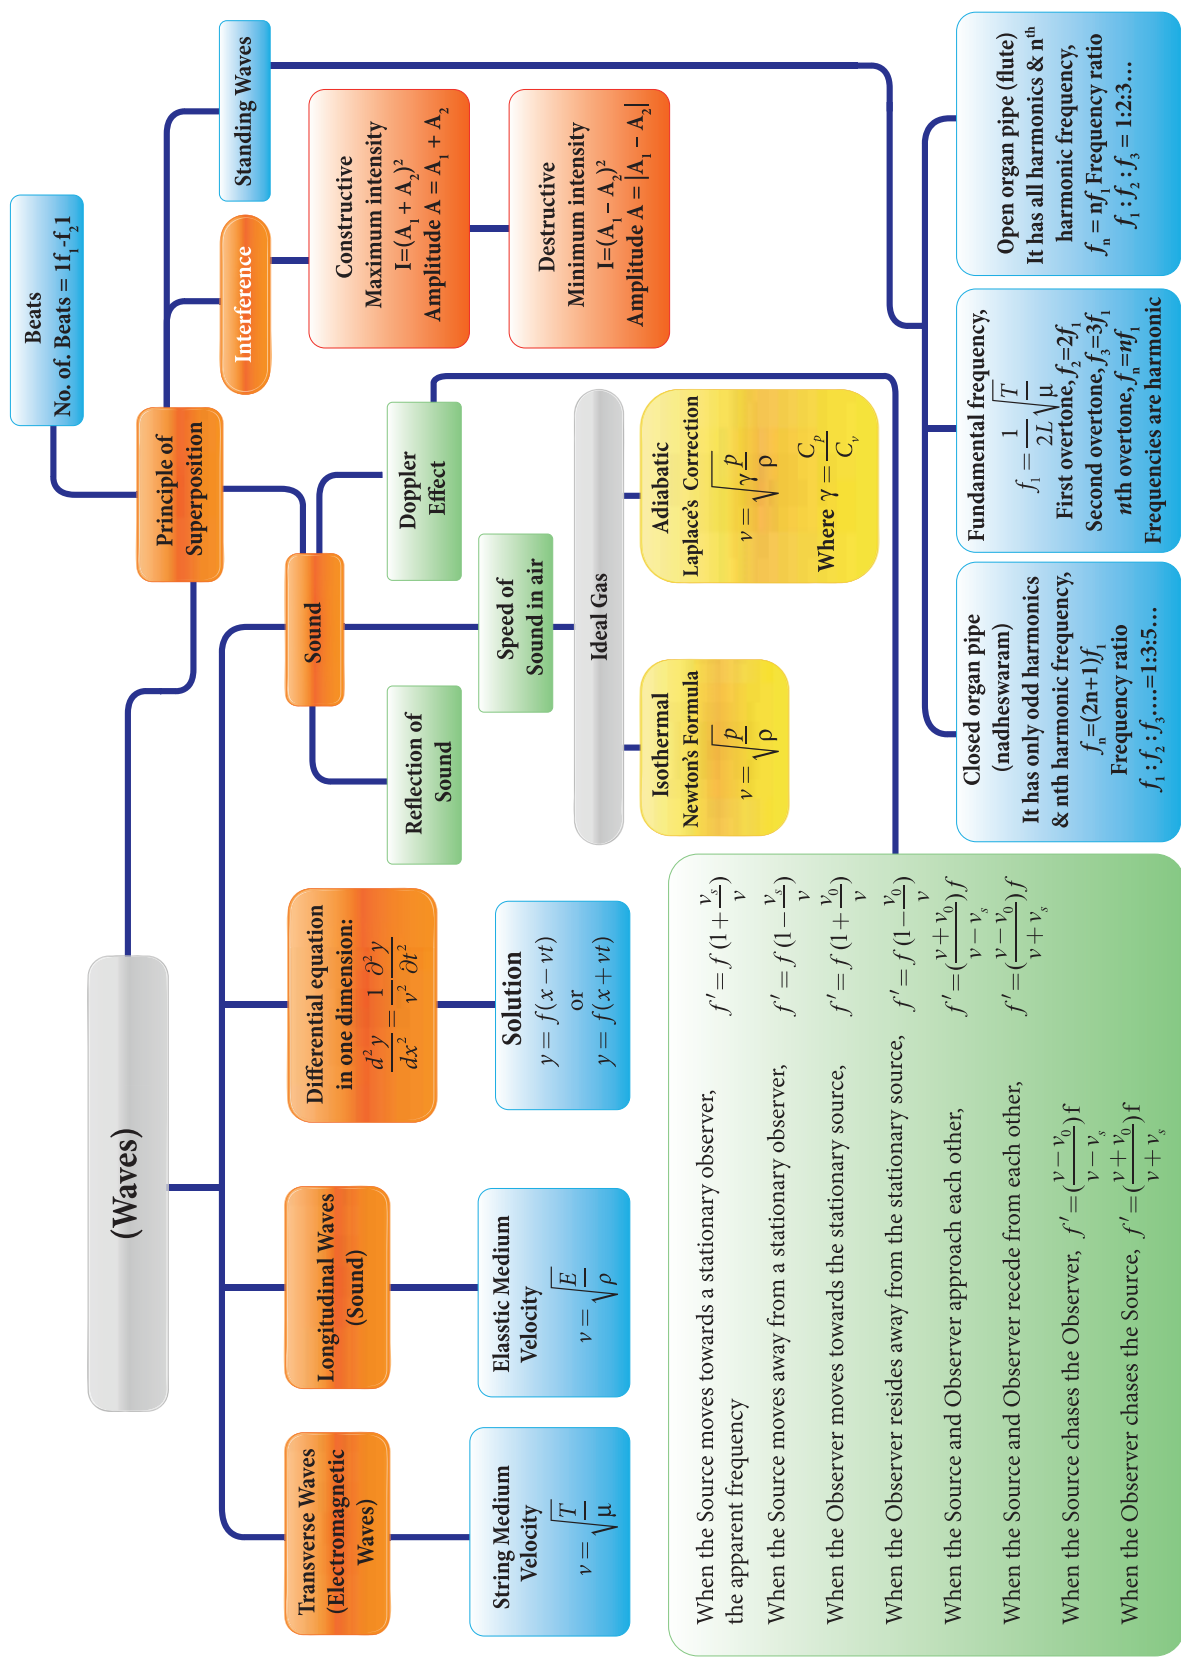 (Waves)
Beats
No. of. Beats = 1f₁-f₂1
Principle of
Superposition
Transverse Waves
(Electromagnetic
Waves)
Longitudinal Waves
(Sound)
Differential equation
in one dimension:
d²y/dx² = 1/v² ∂²y/∂t²
Sound
Interference
Standing Waves
String Medium
Velocity
v = √(T/μ)
Elasstic Medium
Velocity
v = √(E/ρ)
Solution
y = f(x − vt)
or
y = f(x + vt)
Reflection of
Sound
Speed of
Sound in air
Doppler
Effect
Constructive
Maximum intensity
I=(A₁ + A₂)²
Amplitude A = A₁ + A₂
Destructive
Minimum intensity
I=(A₁ − A₂)²
Amplitude A = |A₁ − A₂|
Ideal Gas
Isothermal
Newton's Formula
v = √(p/ρ)
Adiabatic
Laplace's Correction
v = √(γp/ρ)
Where γ = Cₚ/Cᵥ
When the Source moves towards a stationary observer, f′ = f (1+vₛ/v)
the apparent frequency
When the Source moves away from a stationary observer, f′ = f (1−vₛ/v)
When the Observer moves towards the stationary source, f′ = f (1+v₀/v)
When the Observer resides away from the stationary source, f′ = f (1−v₀/v)
When the Source and Observer approach each other, f′ =((v+v₀)/(v−vₛ)) f
When the Source and Observer recede from each other, f′ =((v−v₀)/(v+vₛ)) f
When the Source chases the Observer, f′ =((v−v₀)/(v−vₛ)) f
When the Observer chases the Source, f′ =((v+v₀)/(v+vₛ)) f
Closed organ pipe
(nadheswaram)
It has only odd harmonics
& nth harmonic frequency,
fₙ=(2n+1)f₁
Frequency ratio
f₁ : f₂ : f₃....=1:3:5...
Fundamental frequency,
f₁ = 1/2L √(T/μ)
First overtone, f₂=2f₁
Second overtone, f₃=3f₁
nth overtone, fₙ=nf₁
Frequencies are harmonic
Open organ pipe (flute)
It has all harmonics & nᵗʰ
harmonic frequency,
fₙ = nf₁ Frequency ratio
f₁ : f₂ : f₃ = 1:2:3...